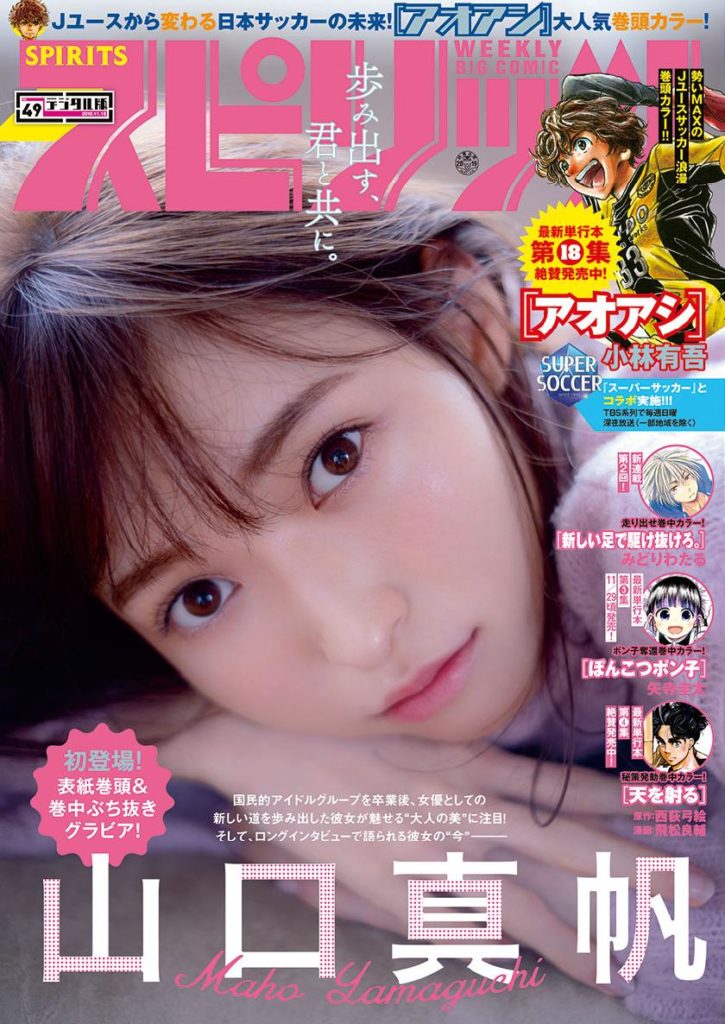 Jユースから変わる日本サッカーの未来![アオアシ]大人気巻頭カラー!
SPIRITS
WEEKLY
BIG COMIC
スピリッツ
49
デジタル版!
歩み出す、
君と共に。
勢いMAXの
Jユースサッカー浪漫
巻頭カラー!!
最新単行本
第18集
絶賛発売中!
[アオアシ]
小林有吾
SUPER
SOCCER
『スーパーサッカー』と
コラボ実施!!!
TBS系列で毎週日曜
深夜放送(一部地域を除く)
新連載
第2回!
走り出せ巻中カラー!
[新しい足で駆け抜けろ。]
みどりわたる
最新単行本
第3集
11/29頃発売!
ポン子奪還巻中カラー!
[ぽんこつポン子]
矢寺圭太
最新単行本
第4集
絶賛発売中!
秘策発動巻中カラー!
[天を射る]
原作:西荻弓絵
漫画:飛松良輔
初登場!
表紙巻頭&
巻中ぶち抜き
グラビア!
国民的アイドルグループを卒業後、女優としての
新しい道を歩み出した彼女が魅せる"大人の美"に注目!
そして、ロングインタビューで語られる彼女の"今"―――
山口真帆
Maho Yamaguchi